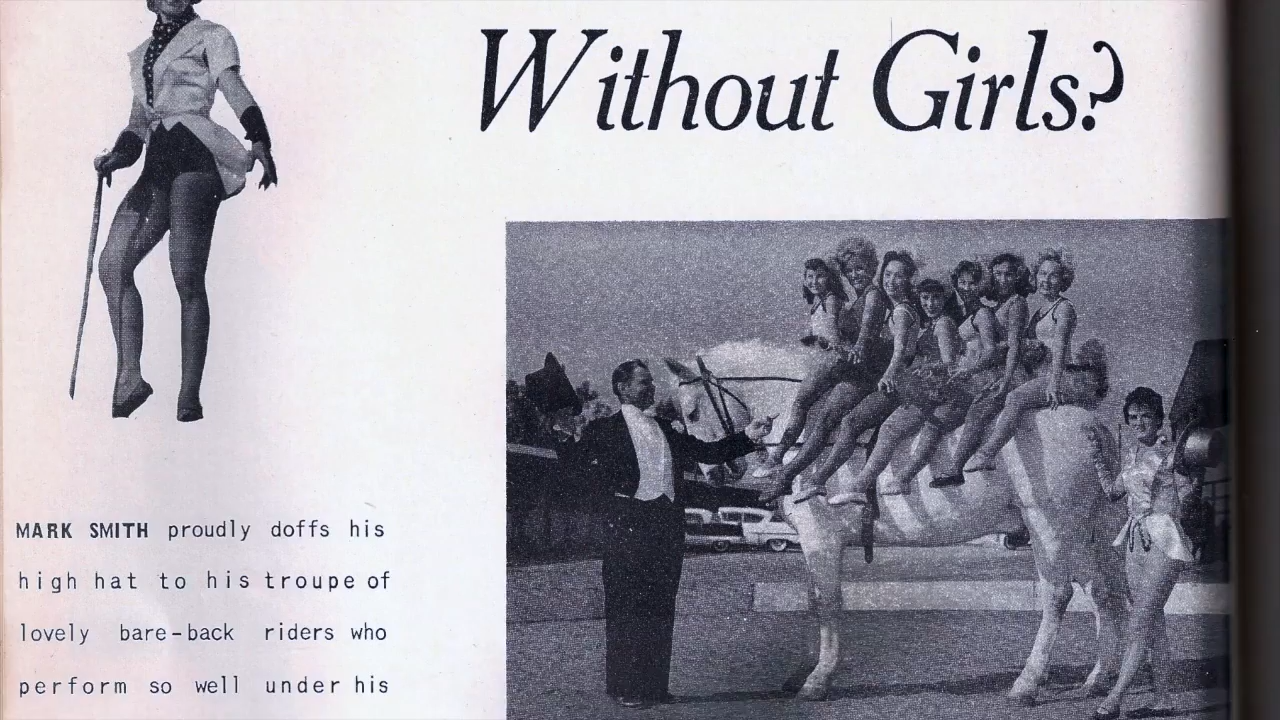 Without Girls?
MARK SMITH proudly doffs his
high hat to his troupe of
lovely bare-back riders who
perform so well under his